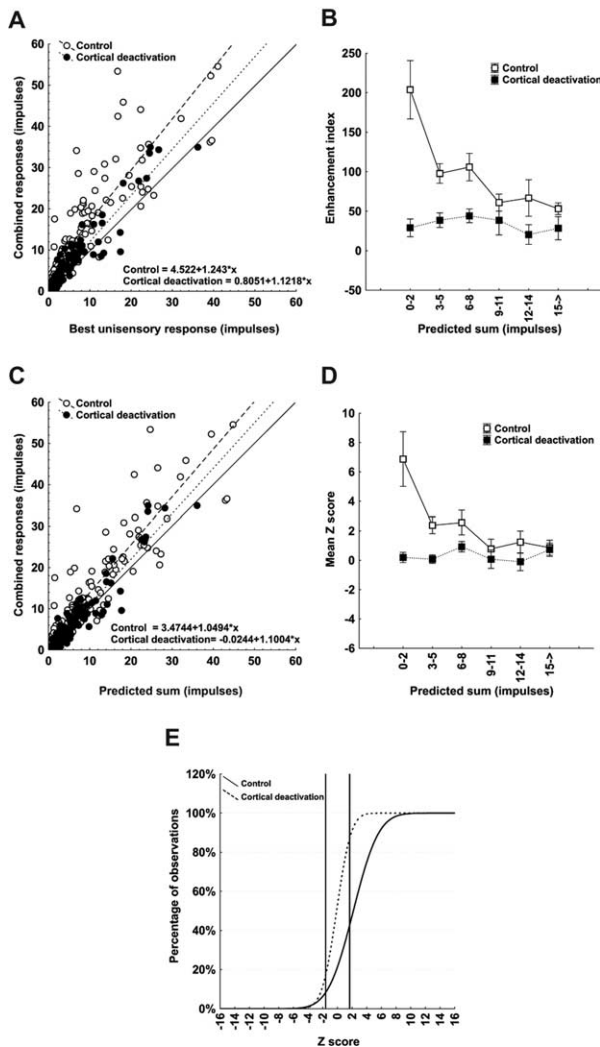 A
Control
Cortical deactivation
Combined responses (impulses)
60
50
40
30
20
10
0
0 10 20 30 40 50 60
Control = 4.522+1.243*x
Cortical deactivation = 0.8051+1.1218*x
Best unisensory response (impulses)
B
Control
Cortical deactivation
Enhancement index
300
250
200
150
100
50
0
-50
0-2 3-5 6-8 9-11 12-14 15->
Predicted sum (impulses)
C
Control
Cortical deactivation
Combined responses (impulses)
60
50
40
30
20
10
0
0 10 20 30 40 50 60
Control = 3.4744+1.0494*x
Cortical deactivation= -0.0244+1.1004*x
Predicted sum (impulses)
D
Control
Cortical deactivation
Mean Z score
10
8
6
4
2
0
-2
-4
-6
0-2 3-5 6-8 9-11 12-14 15->
Predicted sum (impulses)
E
Control
Cortical deactivation
Percentage of observations
120%
100%
80%
60%
40%
20%
0%
-16 -14 -12 -10 -8 -6 -4 -2 0 2 4 6 8 10 12 14 16
Z score